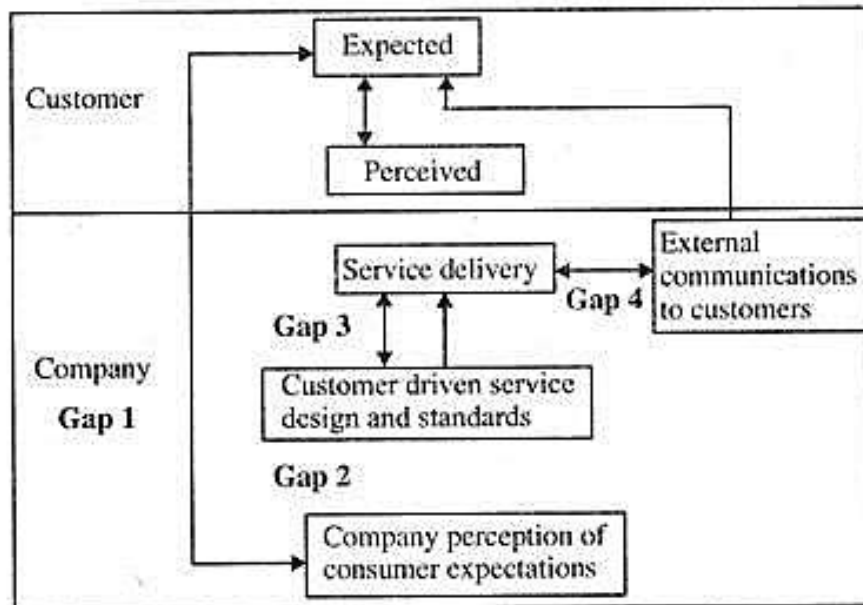 Expected
Customer
Perceived
External
communications
to customers
Service delivery
Gap 4
Gap 3
Company
Gap 1
Customer driven service
design and standards
Gap 2
Company perception of
consumer expectations